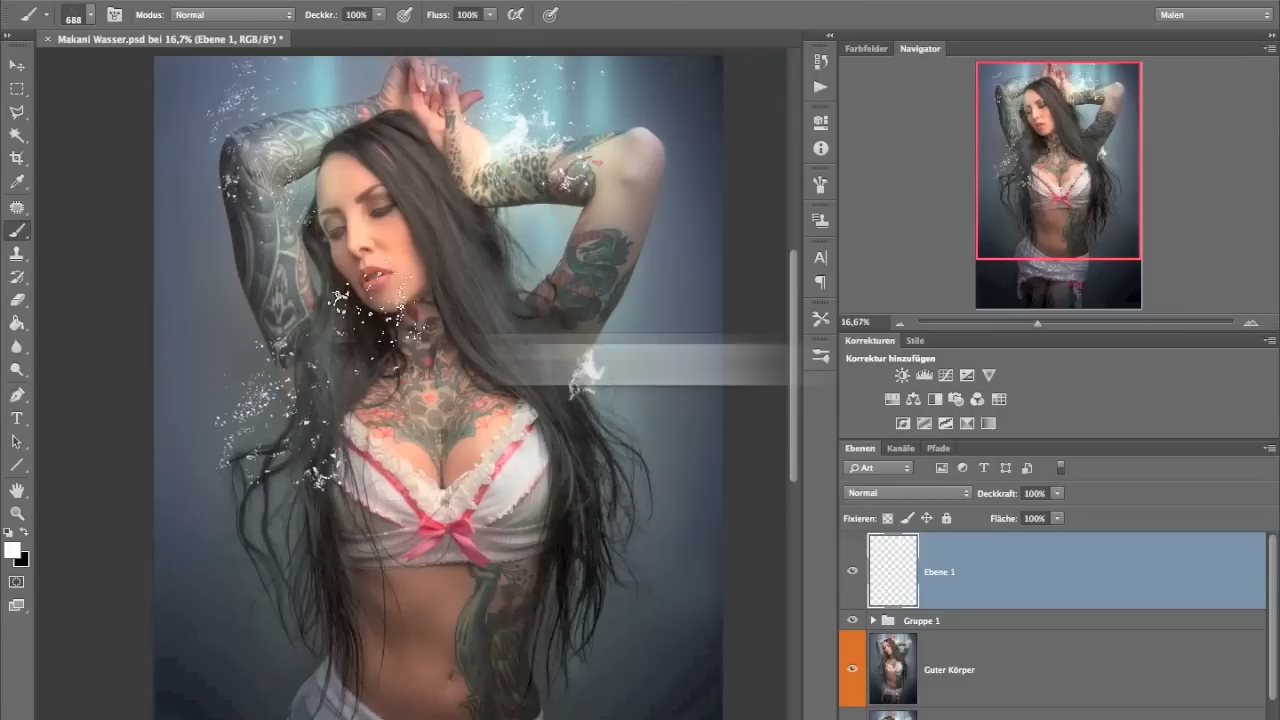 688 Modus: Normal Deckkr.: 100% Fluss: 100% Malen
× Makani Wasser.psd bei 16,7% (Ebene 1, RGB/8*) *
Farbfelder Navigator
16,67%
Korrekturen Stile
Korrektur hinzufügen
Ebenen Kanäle Pfade
Art
Normal Deckkraft: 100%
Fixieren: Fläche: 100%
Ebene 1
Gruppe 1
Guter Körper